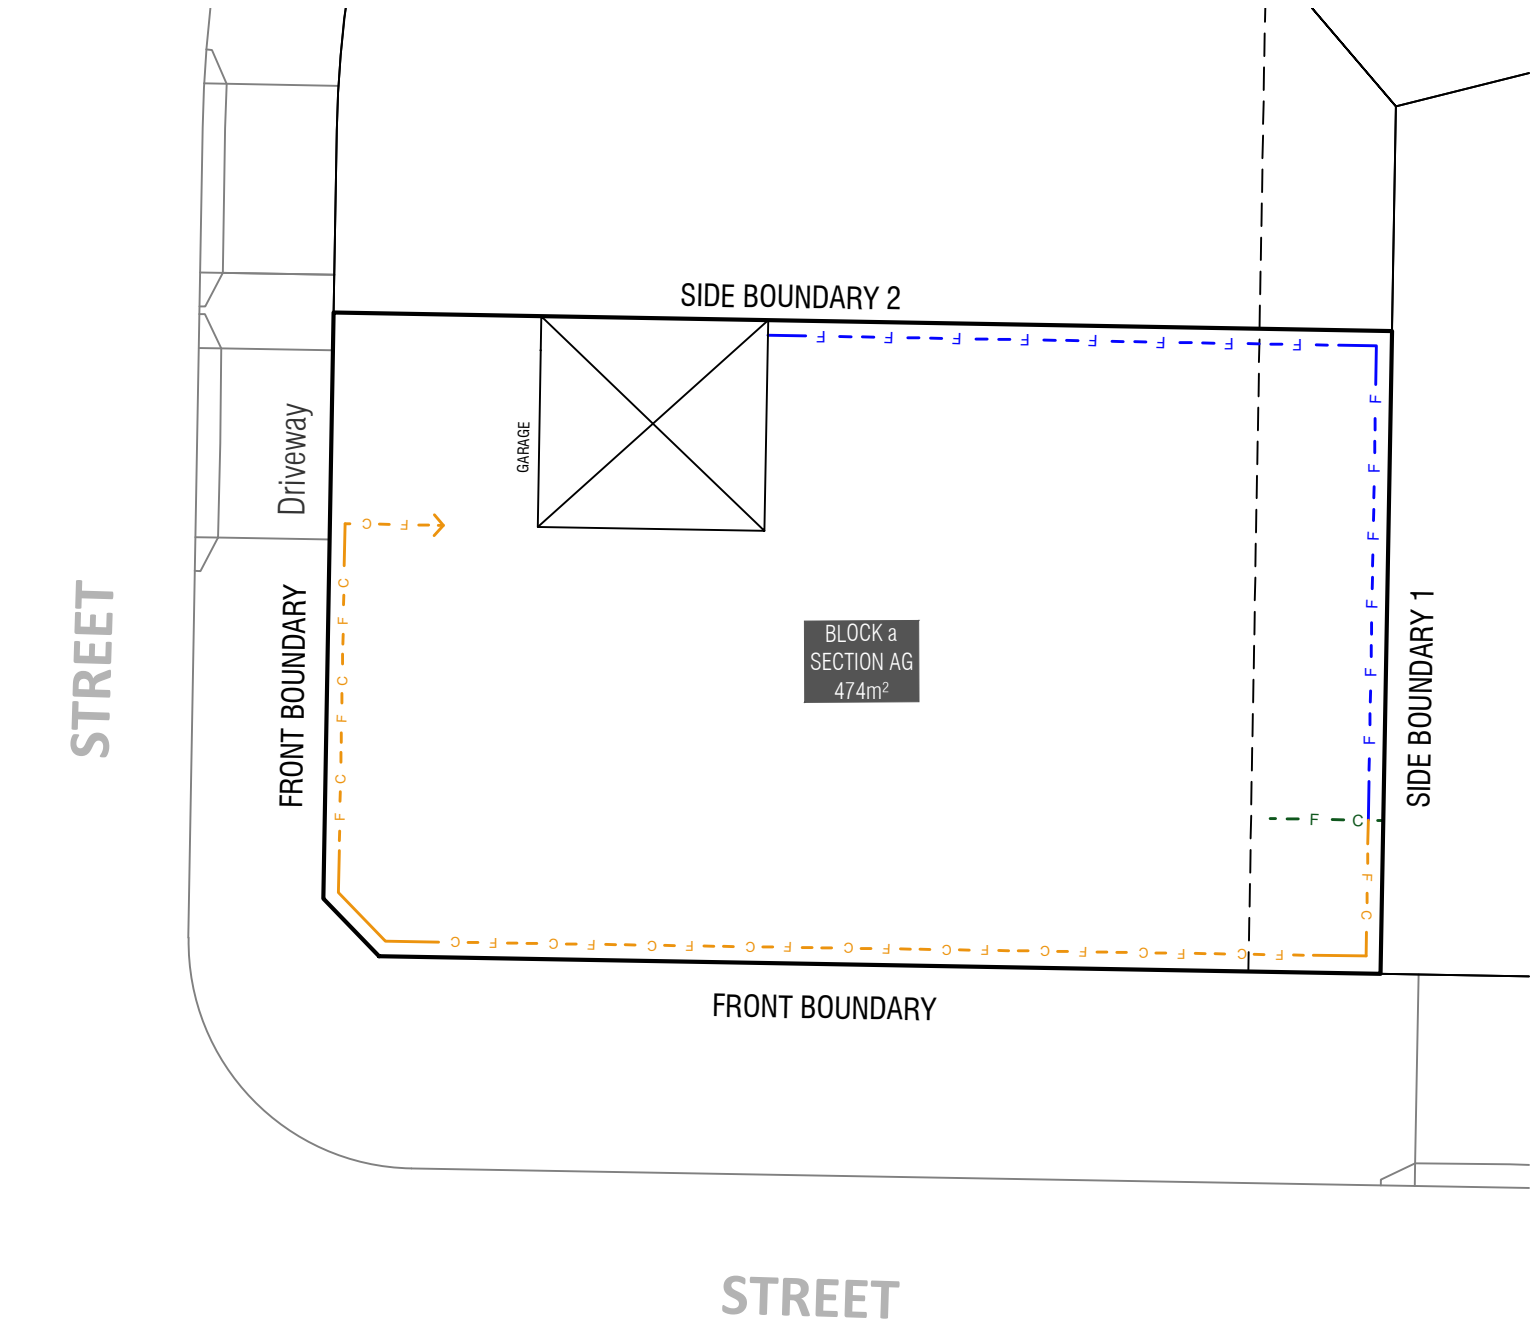 SIDE BOUNDARY 2
F F F F F F F F
GARAGE
Driveway
C F
F F F F F F
C F C F C F
FRONT BOUNDARY
STREET
BLOCK a
SECTION AG
474m²
SIDE BOUNDARY 1
F C
F C
C F C F C F C F C F C F C F C F C F
FRONT BOUNDARY
STREET